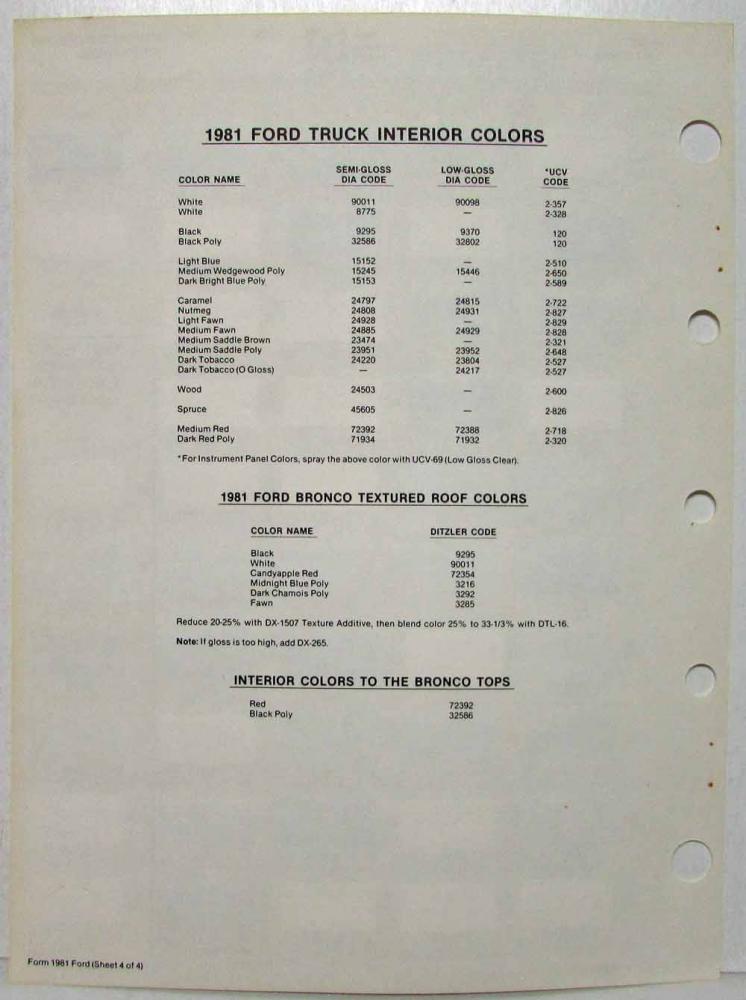 1981 FORD TRUCK INTERIOR COLORS
COLOR NAME SEMI-GLOSS DIA CODE LOW-GLOSS DIA CODE *UCV CODE
White 90011 90098 2-357
White 8775 — 2-328
Black 9295 9370 120
Black Poly 32586 32802 120
Light Blue 15152 — 2-510
Medium Wedgewood Poly 15245 15446 2-650
Dark Bright Blue Poly 15153 — 2-589
Caramel 24797 24815 2-722
Nutmeg 24808 24931 2-827
Light Fawn 24928 — 2-829
Medium Fawn 24885 24929 2-828
Medium Saddle Brown 23474 — 2-321
Medium Saddle Poly 23951 23952 2-648
Dark Tobacco 24220 23804 2-527
Dark Tobacco (O Gloss) — 24217 2-527
Wood 24503 — 2-600
Spruce 45605 — 2-826
Medium Red 72392 72388 2-718
Dark Red Poly 71934 71932 2-320
*For Instrument Panel Colors, spray the above color with UCV-69 (Low Gloss Clear).
1981 FORD BRONCO TEXTURED ROOF COLORS
COLOR NAME DITZLER CODE
Black 9295
White 90011
Candyapple Red 72354
Midnight Blue Poly 3216
Dark Chamois Poly 3292
Fawn 3285
Reduce 20-25% with DX-1507 Texture Additive, then blend color 25% to 33-1/3% with DTL-16.
Note: If gloss is too high, add DX-265.
INTERIOR COLORS TO THE BRONCO TOPS
Red 72392
Black Poly 32586
Form 1981 Ford (Sheet 4 of 4)